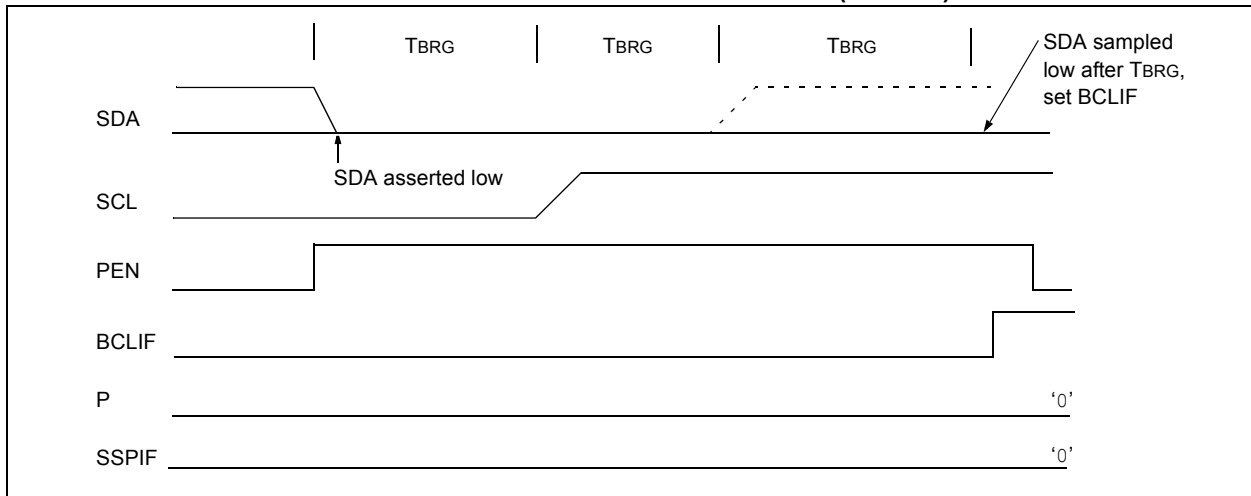 TBRG TBRG TBRG
SDA sampled
low after TBRG,
set BCLIF
SDA
SDA asserted low
SCL
PEN
BCLIF
P
‘0’
SSPIF
‘0’